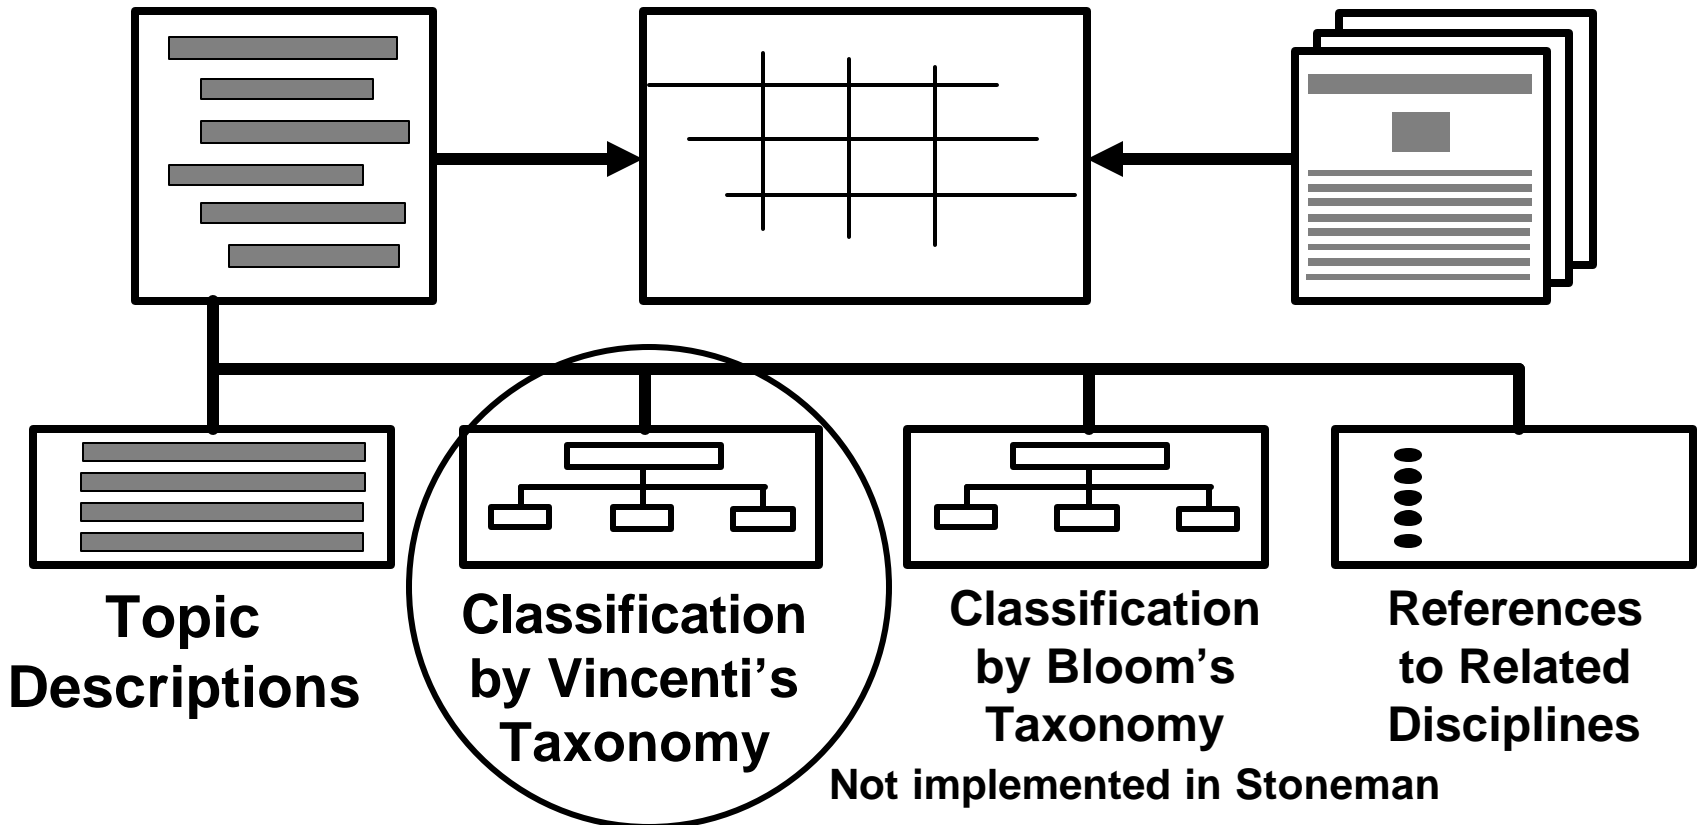 Topic
Descriptions
Classification
by Vincenti’s
Taxonomy
Classification
by Bloom’s
Taxonomy
Not implemented in Stoneman
References
to Related
Disciplines